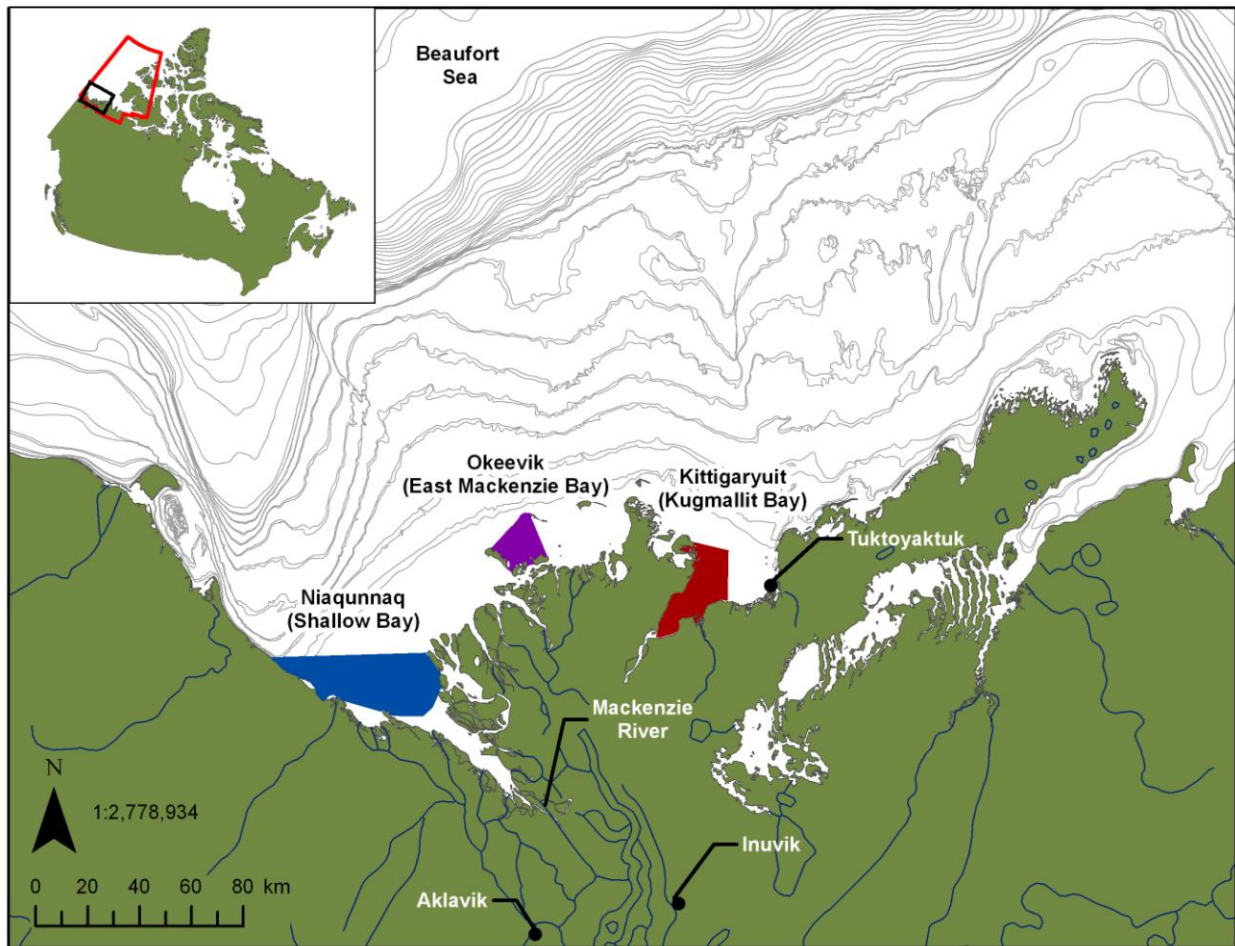 Beaufort
Sea
Okeevik
(East Mackenzie Bay)
Kittigaryuit
(Kugmallit Bay)
Tuktoyaktuk
Niaqunnaq
(Shallow Bay)
Mackenzie
River
N
1:2,778,934
Inuvik
0 20 40 60 80 km
Aklavik